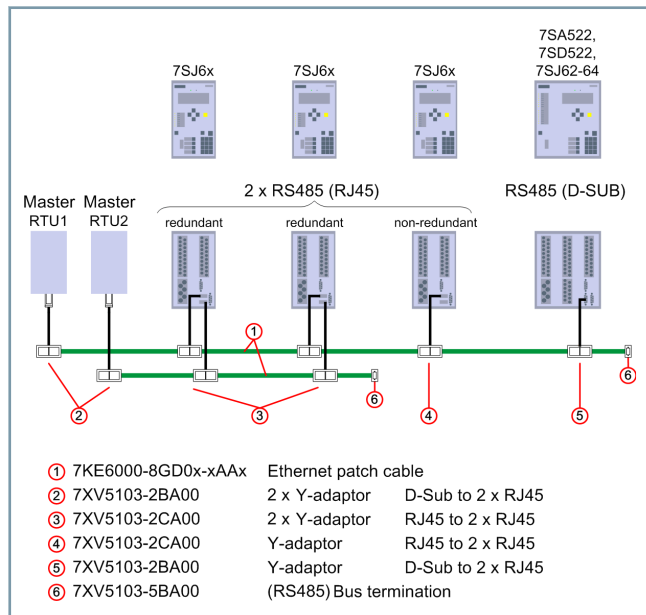 7SA522,
7SD522,
7SJ6x 7SJ6x 7SJ6x 7SJ62-64
2 x RS485 (RJ45) RS485 (D-SUB)
Master Master
RTU1 RTU2 redundant redundant non-redundant
1
6
2 3 6 4 5
1 7KE6000-8GD0x-xAAx Ethernet patch cable
2 7XV5103-2BA00 2 x Y-adaptor D-Sub to 2 x RJ45
3 7XV5103-2CA00 2 x Y-adaptor RJ45 to 2 x RJ45
4 7XV5103-2CA00 Y-adaptor RJ45 to 2 x RJ45
5 7XV5103-2BA00 Y-adaptor D-Sub to 2 x RJ45
6 7XV5103-5BA00 (RS485) Bus termination